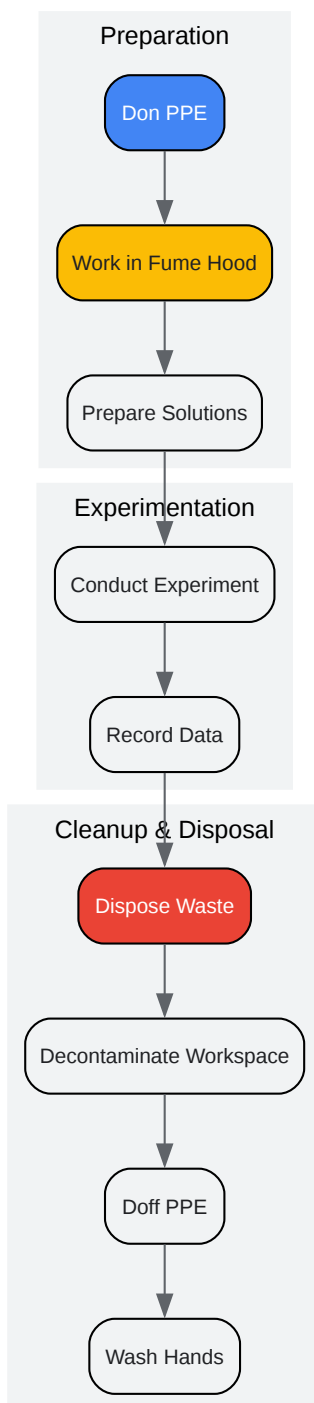 Preparation
Don PPE
Work in Fume Hood
Prepare Solutions
Experimentation
Conduct Experiment
Record Data
Cleanup & Disposal
Dispose Waste
Decontaminate Workspace
Doff PPE
Wash Hands